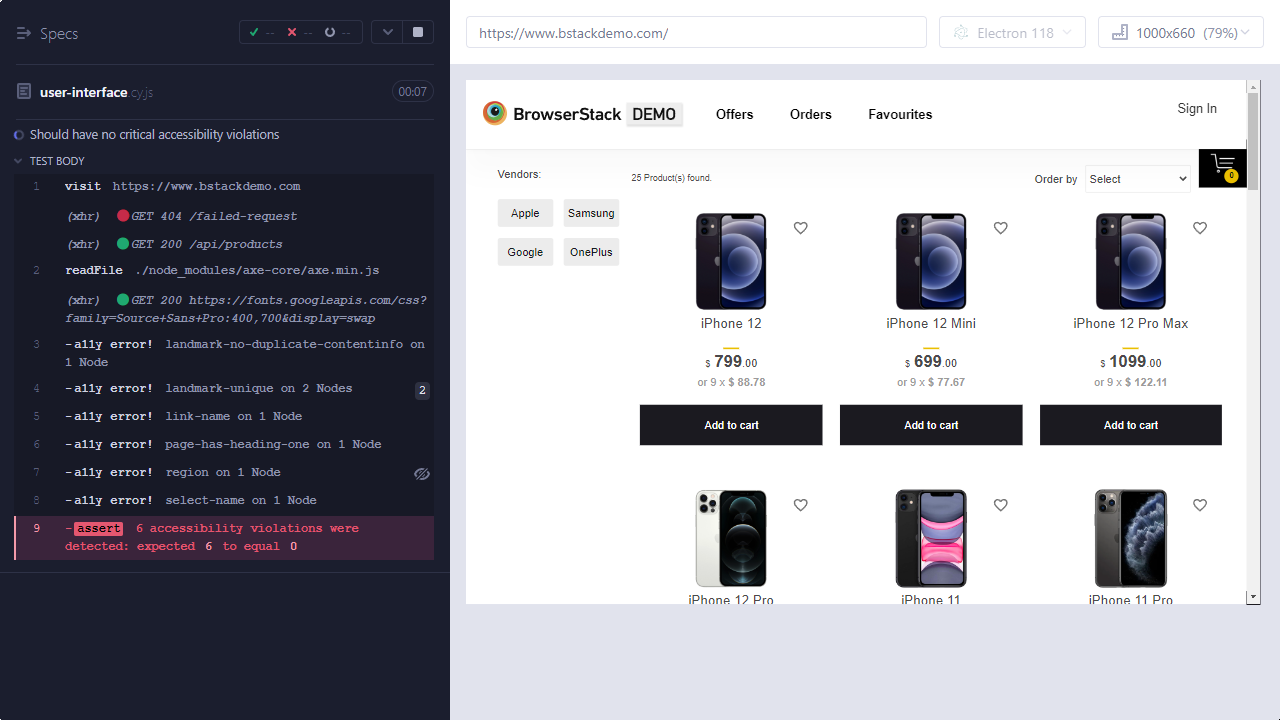 Specs
-- -- --
user-interface.cy.js
00:07
Should have no critical accessibility violations
TEST BODY
1 visit https://www.bstackdemo.com
(xhr) GET 404 /failed-request
(xhr) GET 200 /api/products
2 readFile ./node_modules/axe-core/axe.min.js
(xhr) GET 200 https://fonts.googleapis.com/css?
family=Source+Sans+Pro:400,700&display=swap
3 -a11y error! landmark-no-duplicate-contentinfo on
1 Node
4 -a11y error! landmark-unique on 2 Nodes 2
5 -a11y error! link-name on 1 Node
6 -a11y error! page-has-heading-one on 1 Node
7 -a11y error! region on 1 Node
8 -a11y error! select-name on 1 Node
9 -assert 6 accessibility violations were
detected: expected 6 to equal 0
https://www.bstackdemo.com/
Electron 118
1000x660 (79%)
BrowserStack DEMO
Offers Orders Favourites
Sign In
0
Vendors:
Apple Samsung
Google OnePlus
25 Product(s) found.
Order by Select
iPhone 12
$ 799.00
or 9 x $ 88.78
Add to cart
iPhone 12 Mini
$ 699.00
or 9 x $ 77.67
Add to cart
iPhone 12 Pro Max
$ 1099.00
or 9 x $ 122.11
Add to cart
iPhone 12 Pro
iPhone 11
iPhone 11 Pro